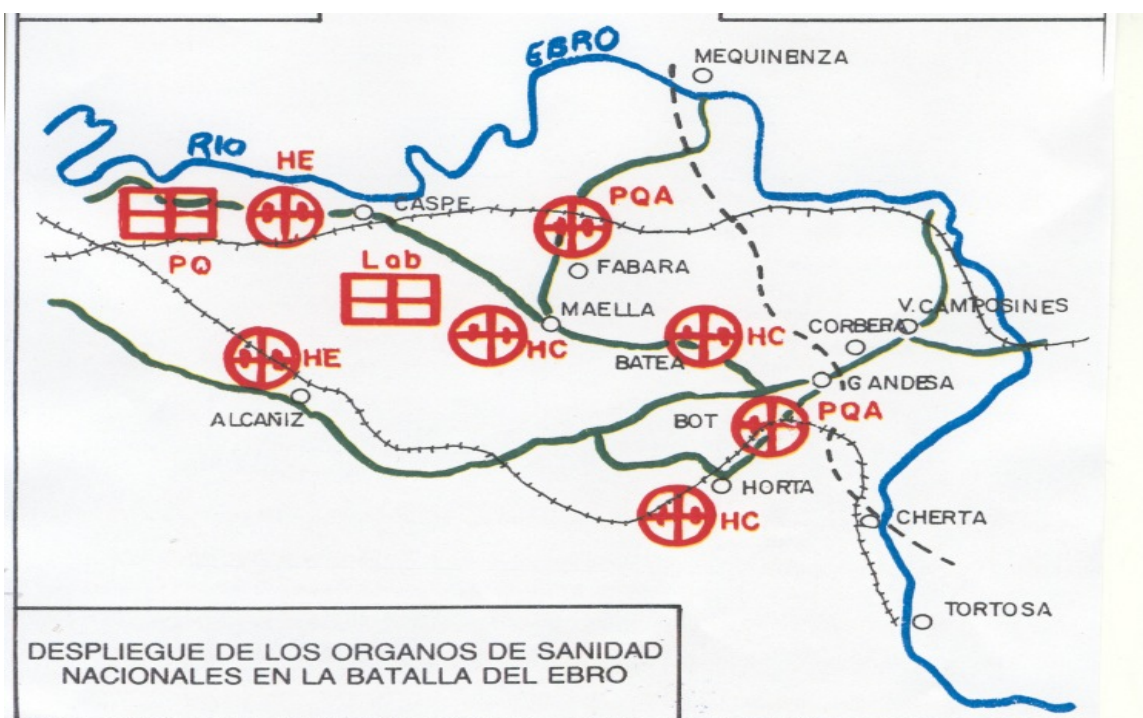 EBRO
MEQUINENZA
RIO
HE
PQA
CASPE
PQ
Lab
FABARA
MAELLA
V. CAMPOSINES
CORBERA
HE
HC
HC
BATEA
GANDESA
ALCAÑIZ
BOT
PQA
HORTA
HC
CHERTA
TORTOSA
DESPLIEGUE DE LOS ORGANOS DE SANIDAD
NACIONALES EN LA BATALLA DEL EBRO